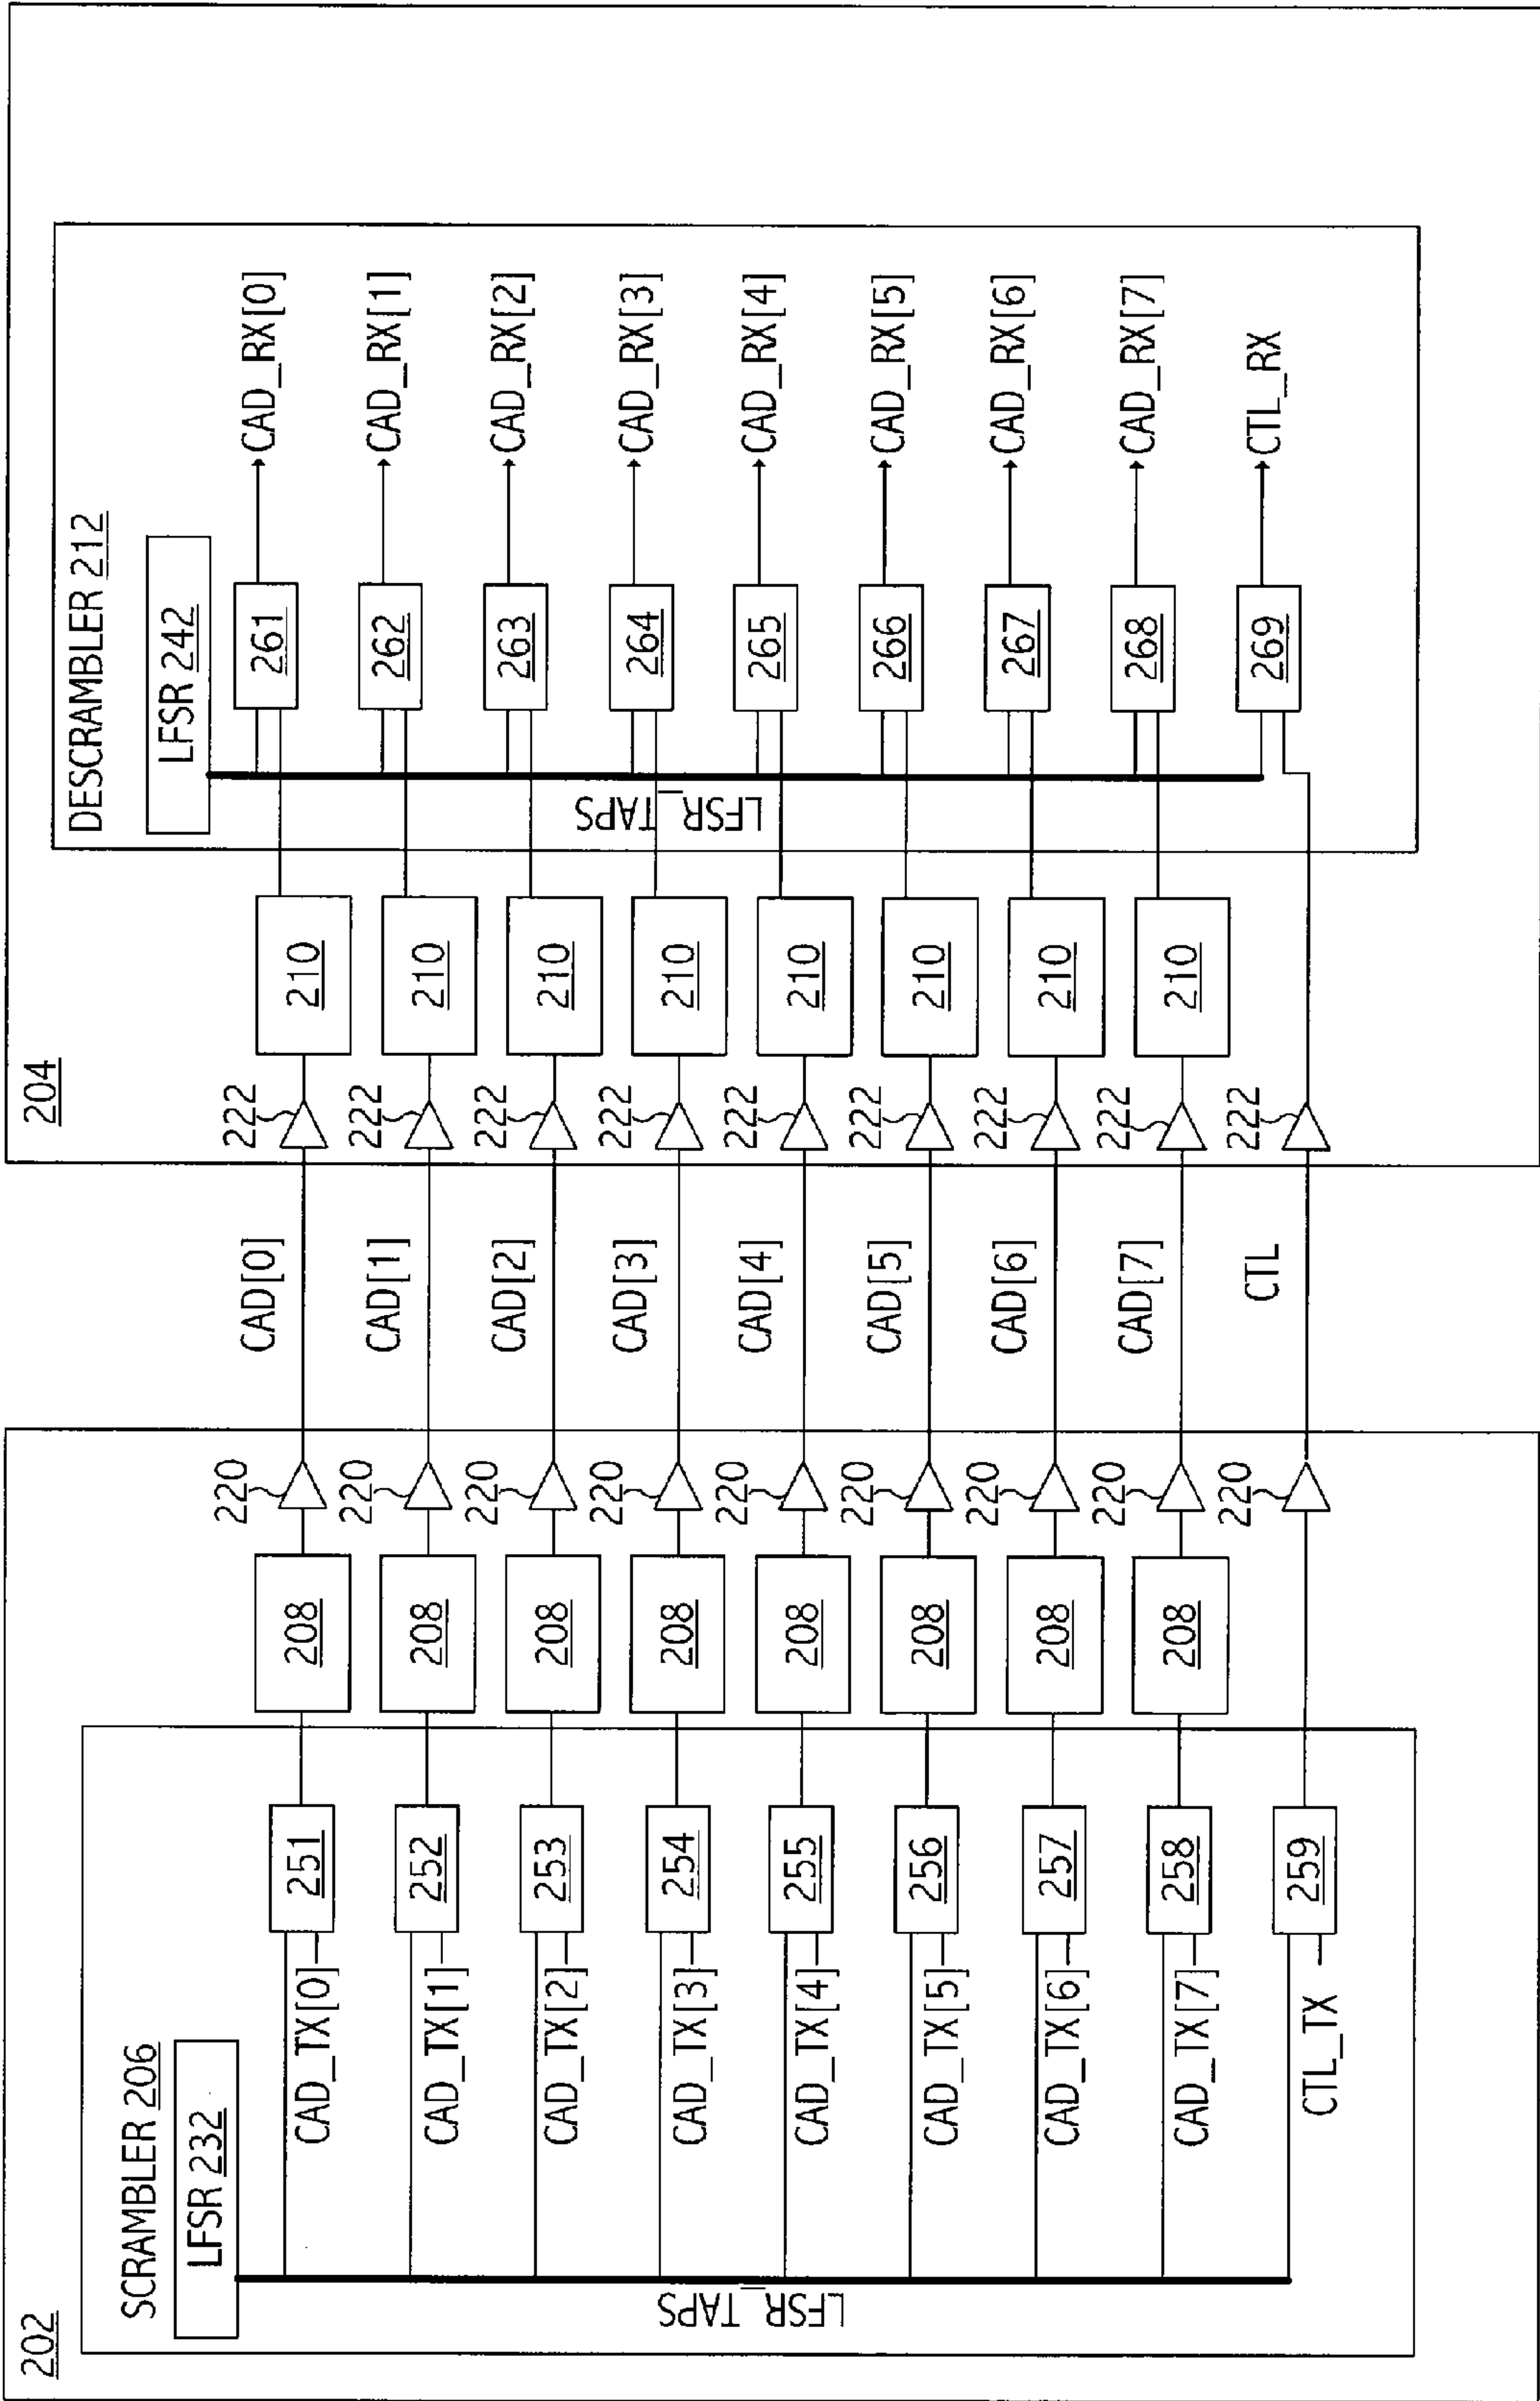 202
SCRAMBLER 206
LFSR 232
LFSR_TAPS
CAD_TX[0]
251
208
220
CAD[0]
CAD_TX[1]
252
208
220
CAD[1]
CAD_TX[2]
253
208
220
CAD[2]
CAD_TX[3]
254
208
220
CAD[3]
CAD_TX[4]
255
208
220
CAD[4]
CAD_TX[5]
256
208
220
CAD[5]
CAD_TX[6]
257
208
220
CAD[6]
CAD_TX[7]
258
208
220
CAD[7]
CTL_TX
259
220
CTL
204
DESCRAMBLER 212
LFSR 242
LFSR_TAPS
222
210
261
CAD_RX[0]
222
210
262
CAD_RX[1]
222
210
263
CAD_RX[2]
222
210
264
CAD_RX[3]
222
210
265
CAD_RX[4]
222
210
266
CAD_RX[5]
222
210
267
CAD_RX[6]
222
210
268
CAD_RX[7]
222
269
CTL_RX